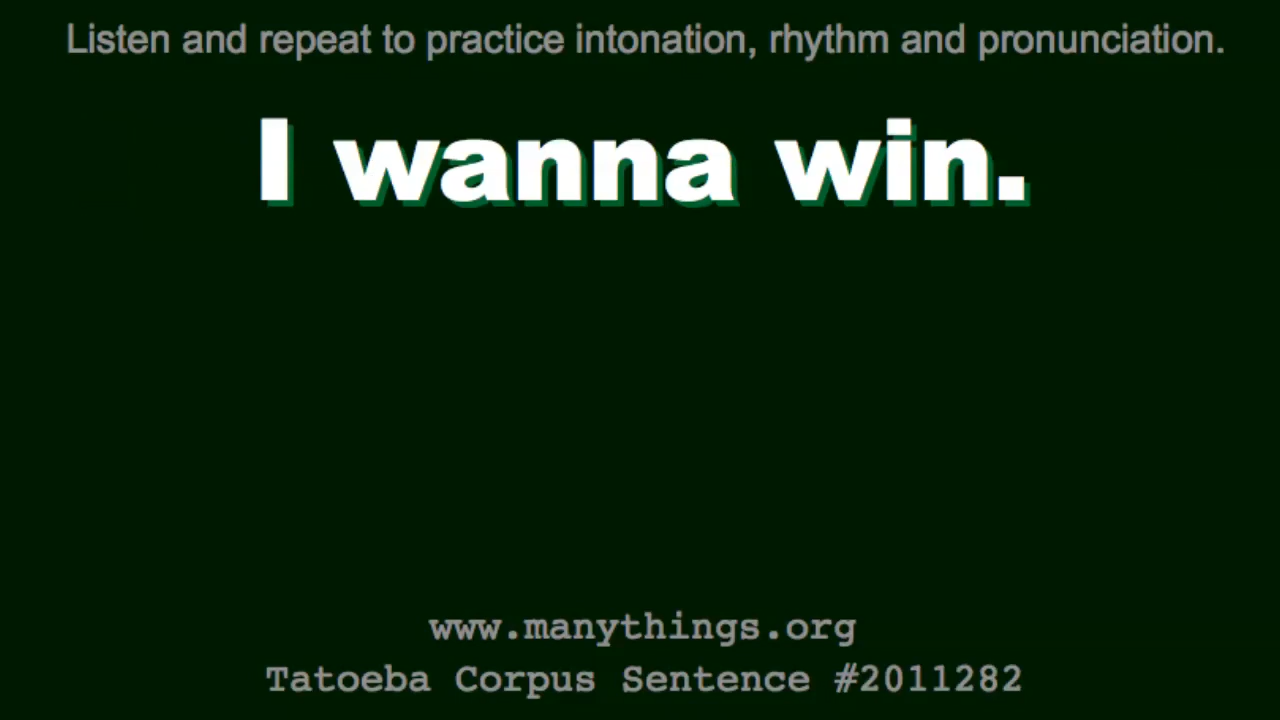 Listen and repeat to practice intonation, rhythm and pronunciation.
I wanna win.
www.manythings.org
Tatoeba Corpus Sentence #2011282